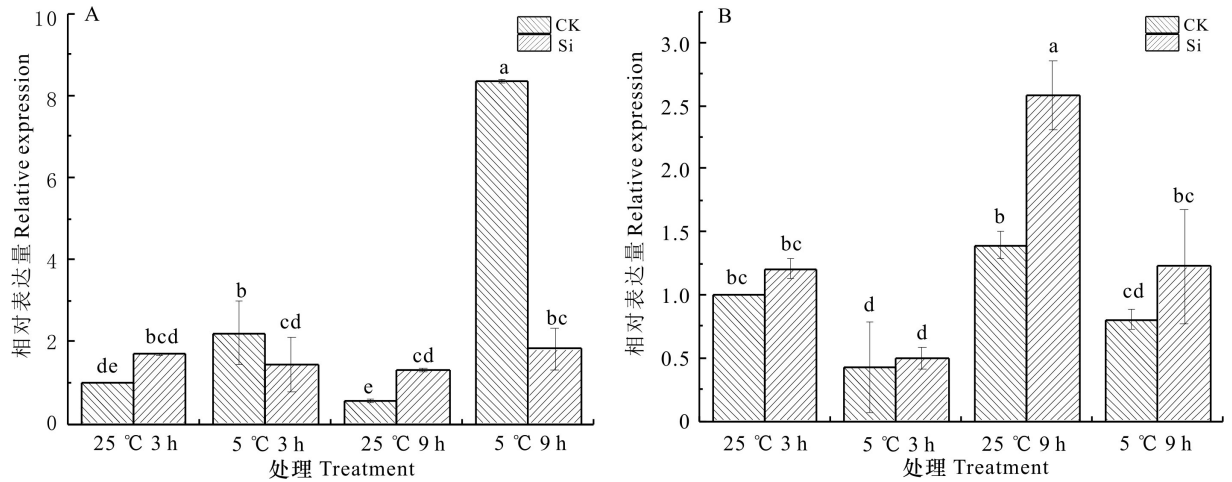 A
CK
Si
相对表达量 Relative expression
10
8
6
4
2
0
de
bcd
b
cd
e
cd
a
bc
25 ℃ 3 h
5 ℃ 3 h
25 ℃ 9 h
5 ℃ 9 h
处理 Treatment
B
CK
Si
相对表达量 Relative expression
3.0
2.5
2.0
1.5
1.0
0.5
0
bc
bc
d
d
b
a
cd
bc
25 ℃ 3 h
5 ℃ 3 h
25 ℃ 9 h
5 ℃ 9 h
处理 Treatment